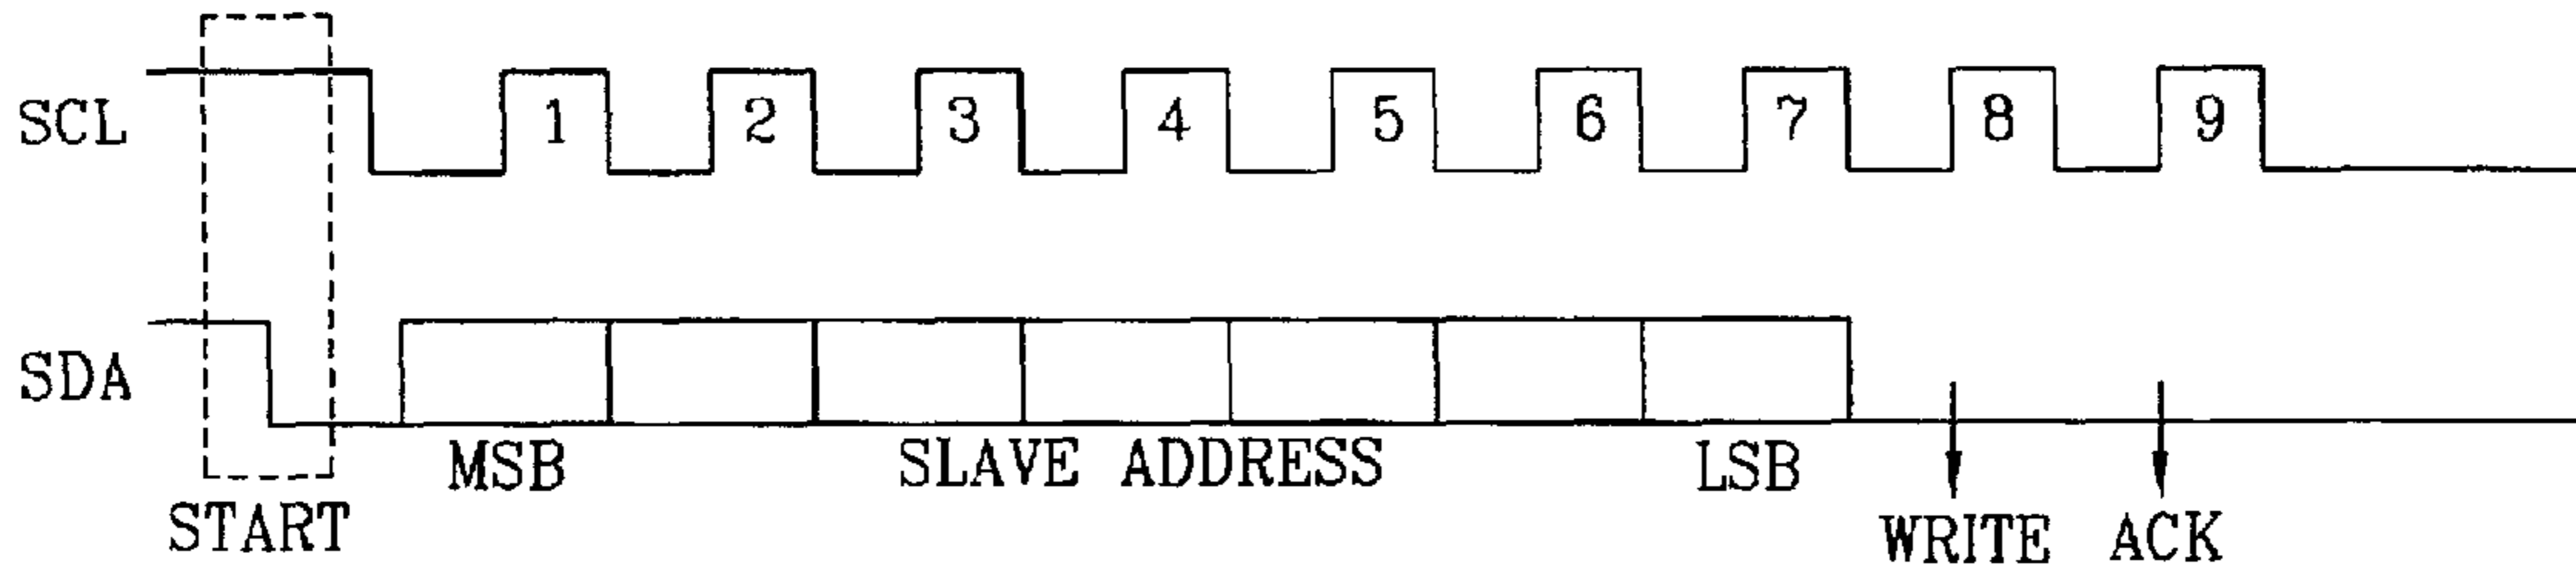 SCL 1 2 3 4 5 6 7 8 9
SDA
MSB SLAVE ADDRESS LSB
START WRITE ACK